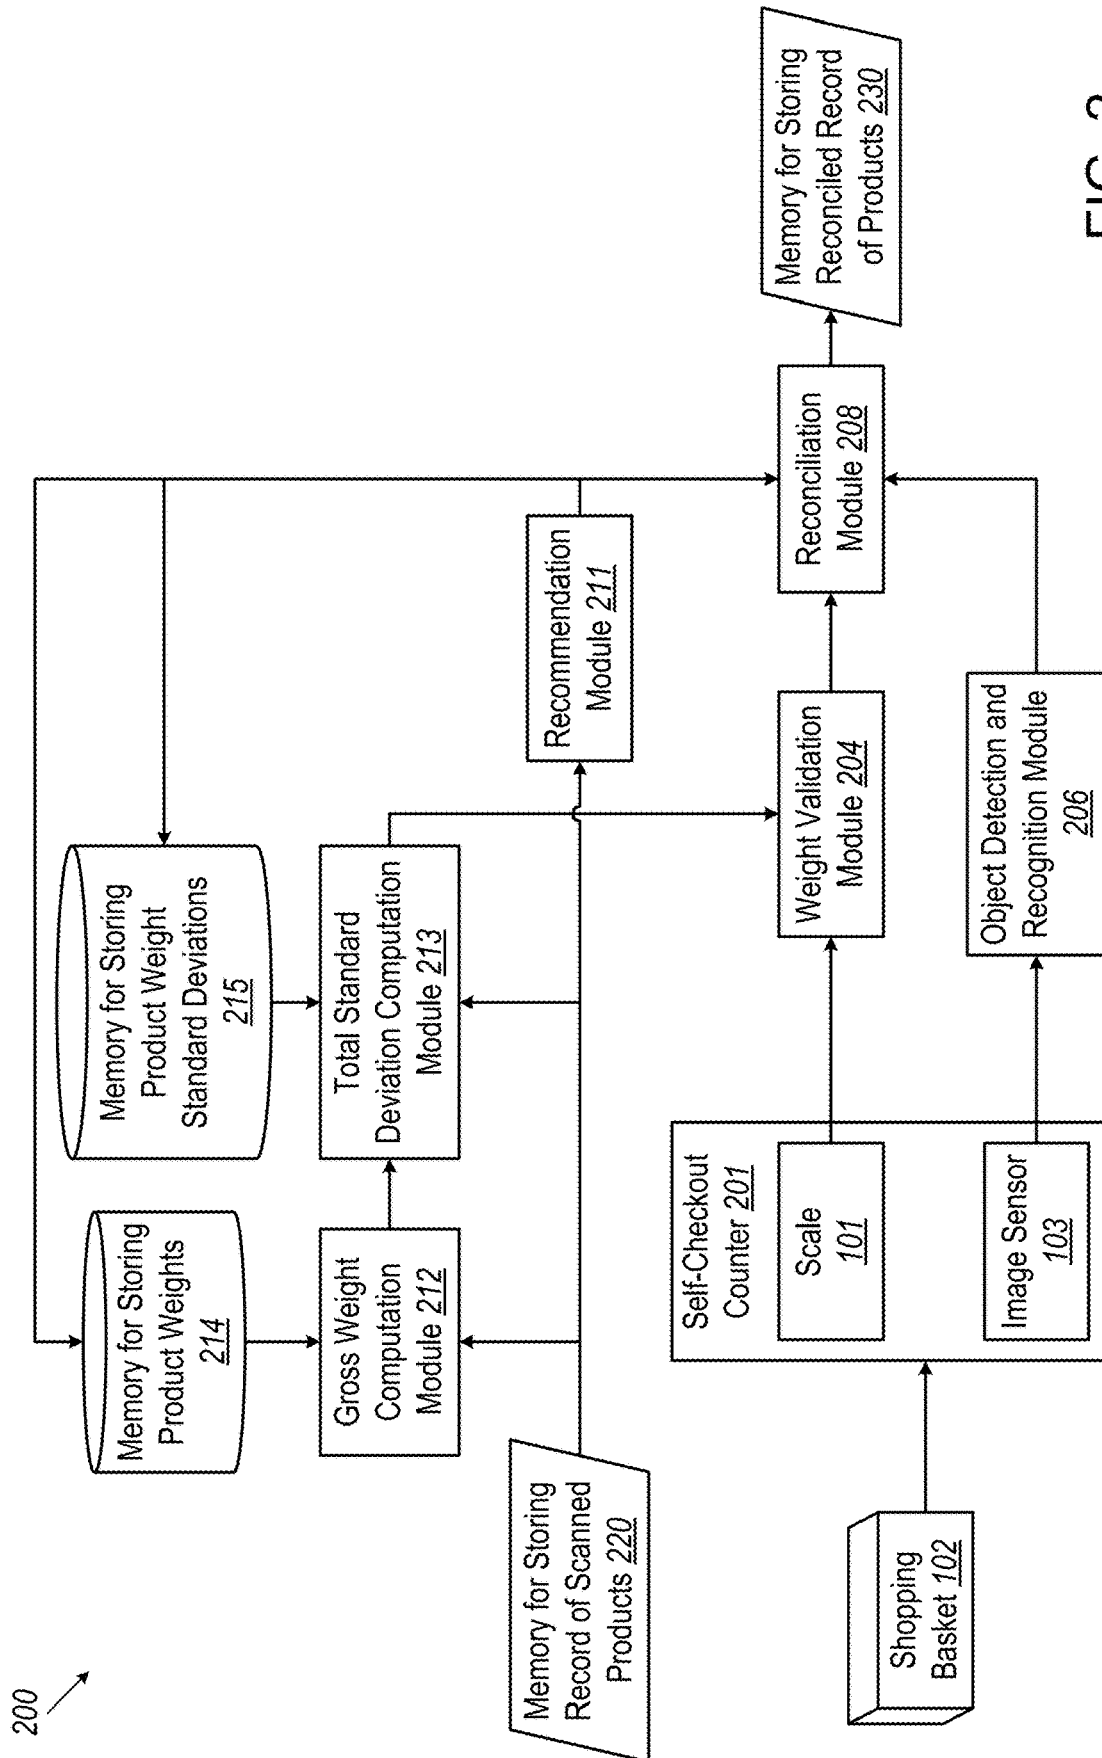 200
Memory for Storing
Product Weights
214
Memory for Storing
Product Weight
Standard Deviations
215
Gross Weight
Computation
Module 212
Total Standard
Deviation Computation
Module 213
Memory for Storing
Record of Scanned
Products 220
Recommendation
Module 211
Self-Checkout
Counter 201
Scale
101
Weight Validation
Module 204
Reconciliation
Module 208
Memory for Storing
Reconciled Record
of Products 230
Shopping
Basket 102
Image Sensor
103
Object Detection and
Recognition Module
206
FIG. 2